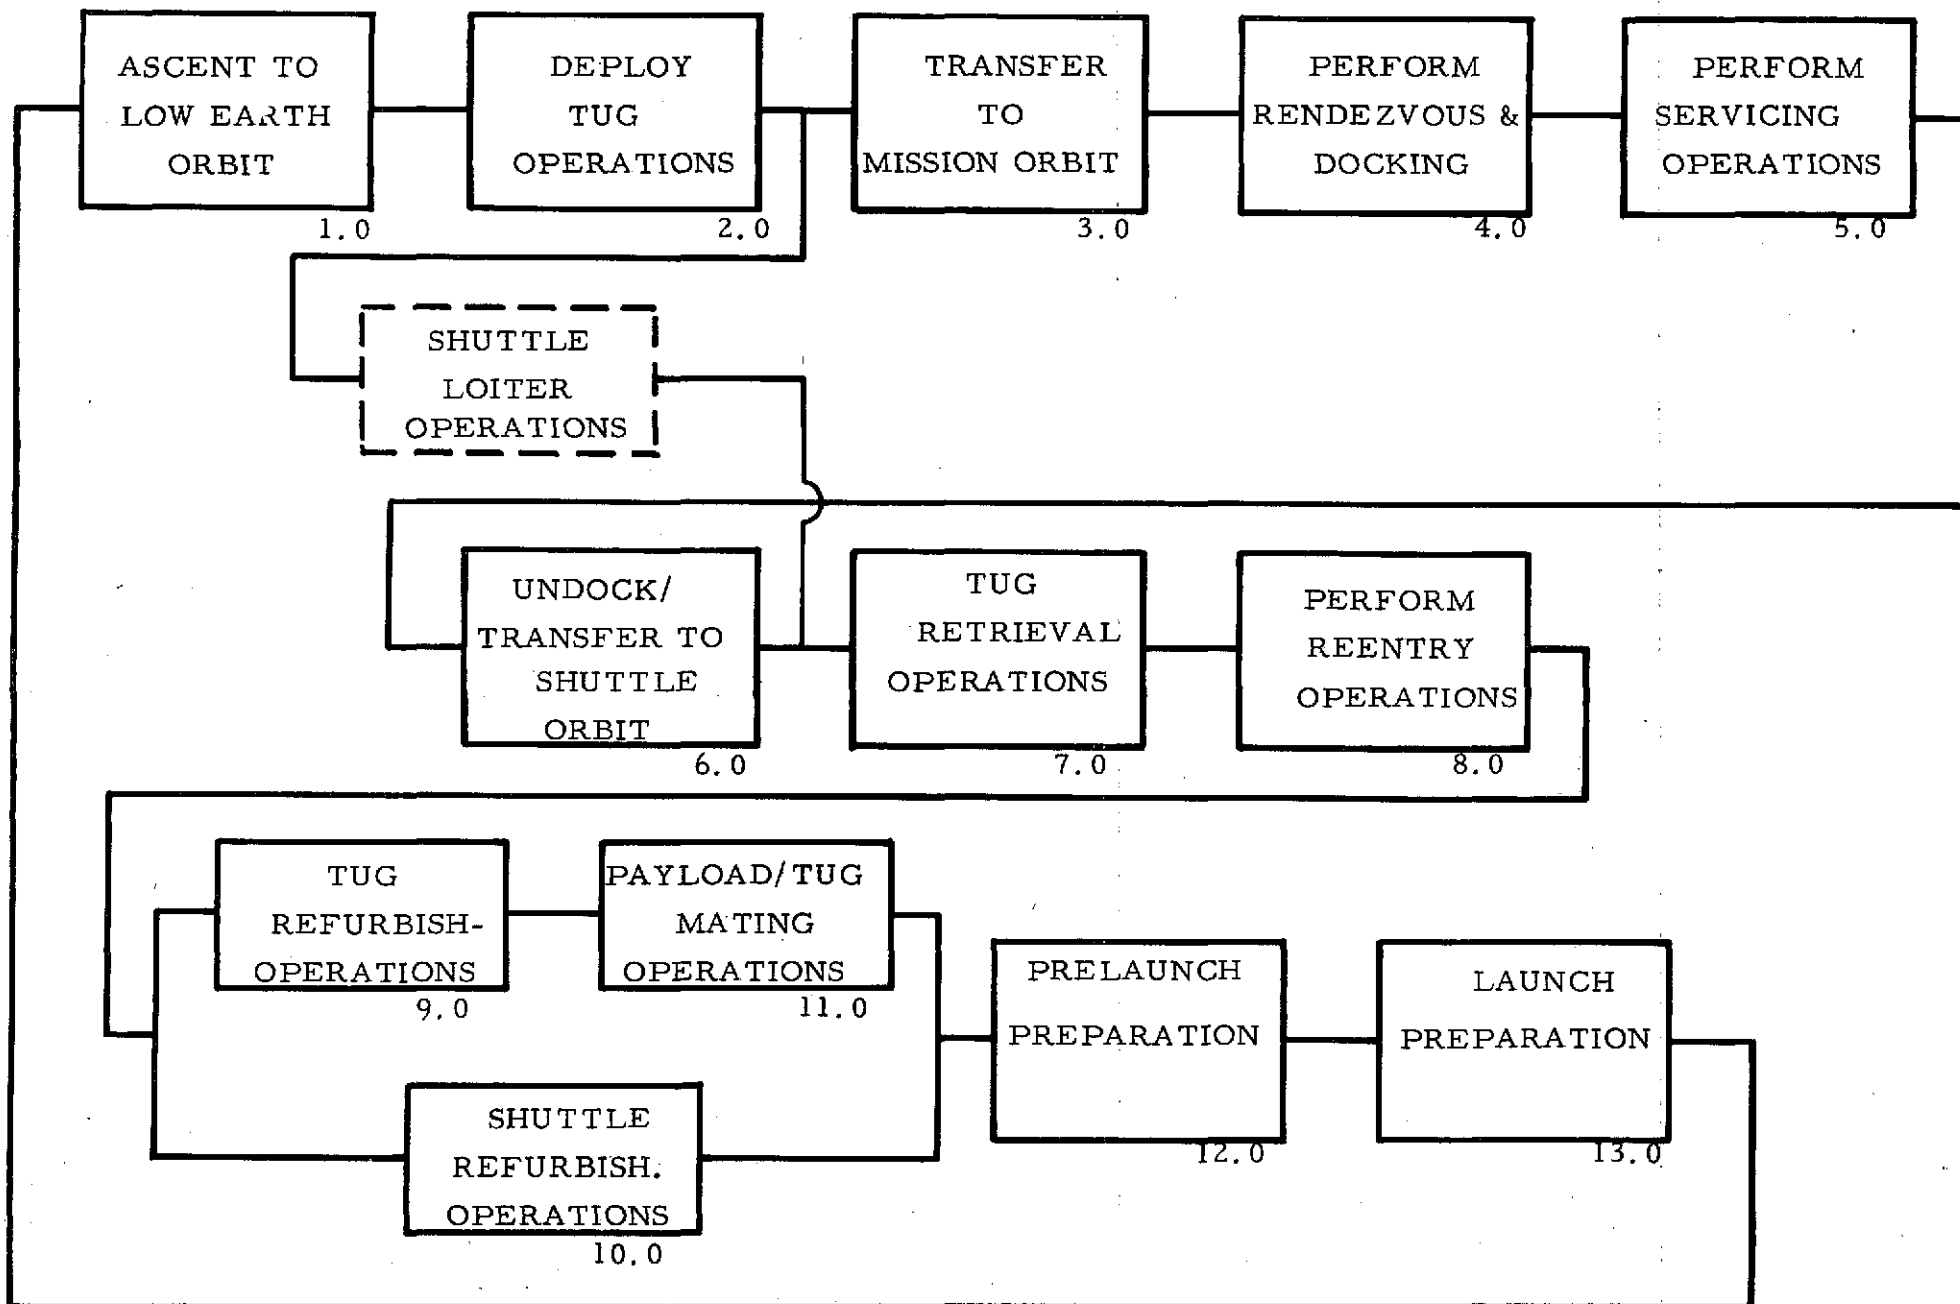 ASCENT TO
LOW EARTH
ORBIT
1.0
DEPLOY
TUG
OPERATIONS
2.0
TRANSFER
TO
MISSION ORBIT
3.0
PERFORM
RENDEZVOUS &
DOCKING
4.0
PERFORM
SERVICING
OPERATIONS
5.0
SHUTTLE
LOITER
OPERATIONS
UNDOCK/
TRANSFER TO
SHUTTLE
ORBIT
6.0
TUG
RETRIEVAL
OPERATIONS
7.0
PERFORM
REENTRY
OPERATIONS
8.0
TUG
REFURBISH-
OPERATIONS
9.0
PAYLOAD/TUG
MATING
OPERATIONS
11.0
SHUTTLE
REFURBISH.
OPERATIONS
10.0
PRELAUNCH
PREPARATION
12.0
LAUNCH
PREPARATION
13.0